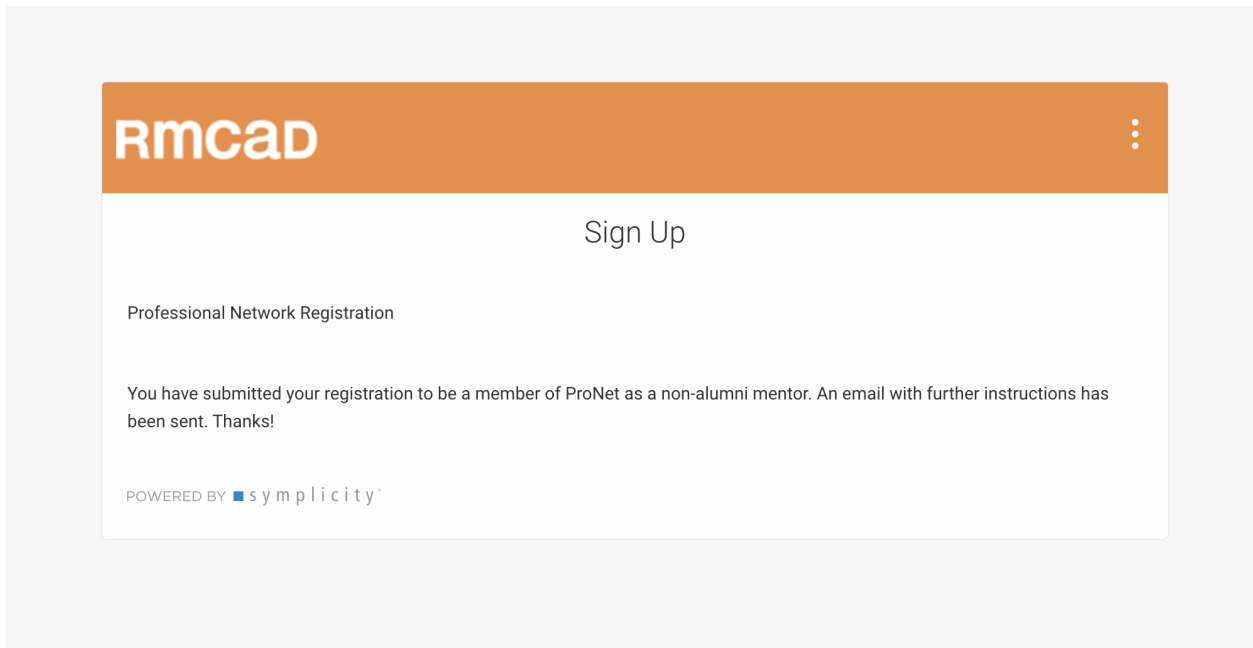 Rmcad
Sign Up
Professional Network Registration
You have submitted your registration to be a member of ProNet as a non-alumni mentor. An email with further instructions has
been sent. Thanks!
POWERED BY symplicity